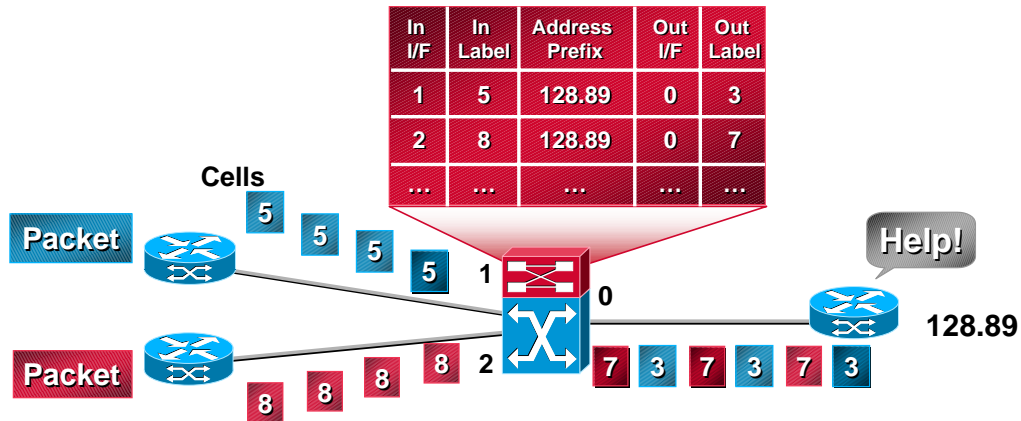 In I/F In Label Address Prefix Out I/F Out Label
1 5 128.89 0 3
2 8 128.89 0 7
... ... ... ... ...
Cells
5 5 5 5
Packet
Help!
1
0
128.89
2
Packet
8 8 8 8
7 3 7 3 7 3